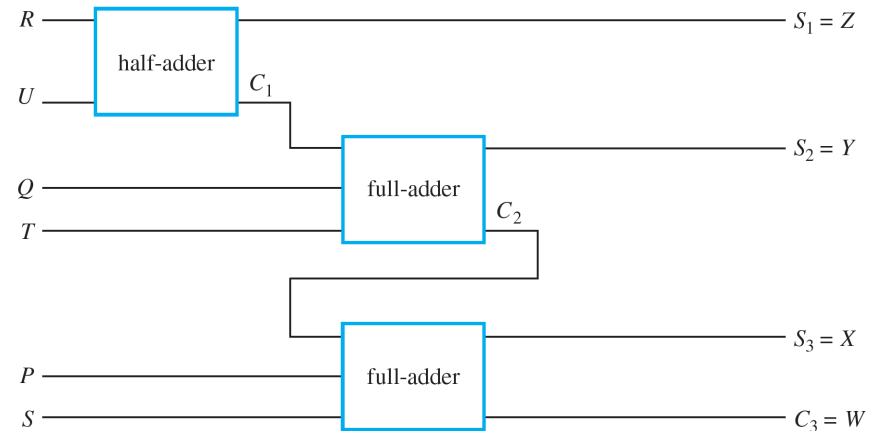 R
S₁ = Z
half-adder
C₁
U
S₂ = Y
Q
full-adder
C₂
T
S₃ = X
P
full-adder
S
C₃ = W